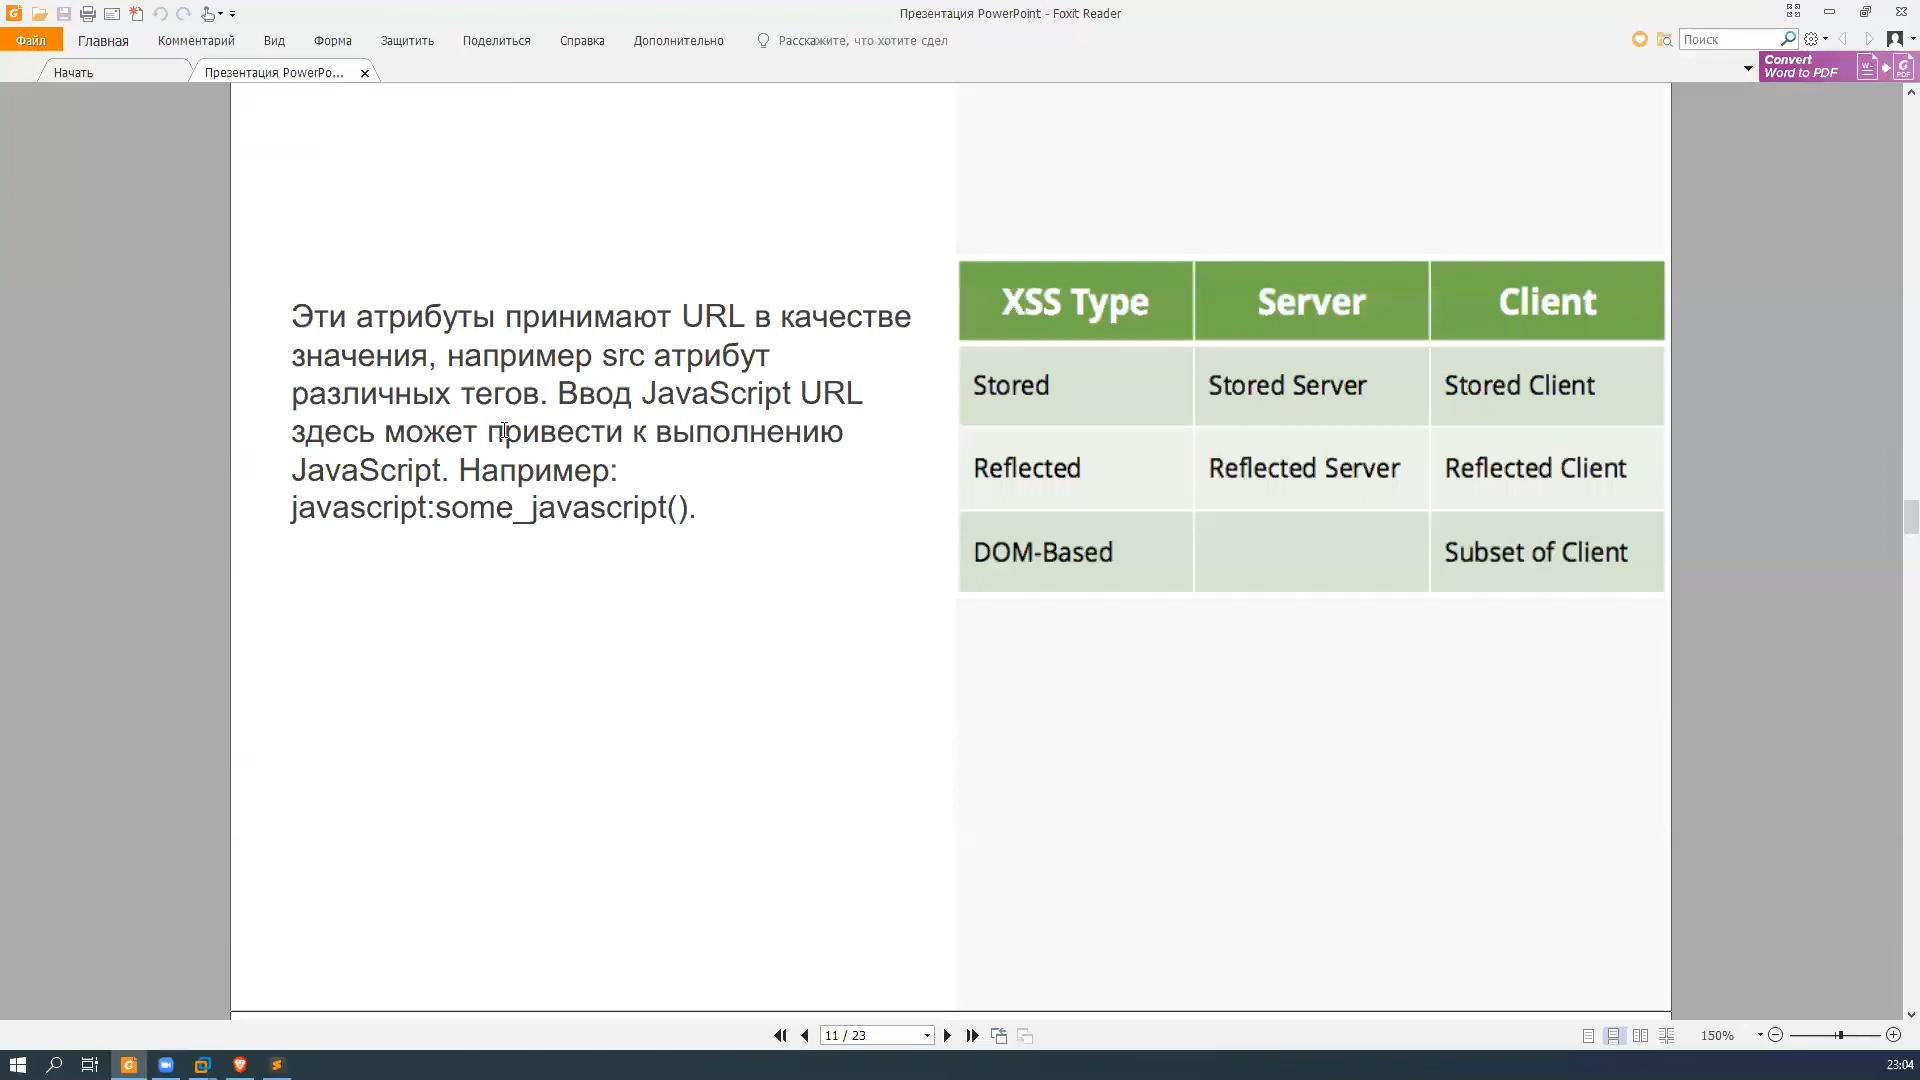 Презентация PowerPoint - Foxit Reader
Файл
Главная
Комментарий
Вид
Форма
Защитить
Поделиться
Справка
Дополнительно
Расскажите, что хотите сдел
Поиск
Начать
Презентация PowerPo...
Convert
Word to PDF
Эти атрибуты принимают URL в качестве
значения, например src атрибут
различных тегов. Ввод JavaScript URL
здесь может привести к выполнению
JavaScript. Например:
javascript:some_javascript().
XSS Type Server Client
Stored Stored Server Stored Client
Reflected Reflected Server Reflected Client
DOM-Based Subset of Client
11 / 23
150%
23:04